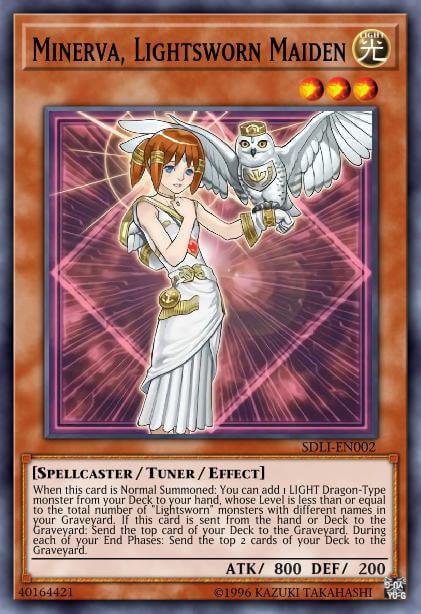 Minerva, Lightsworn Maiden
LIGHT
光
SDLI-EN002
[Spellcaster / Tuner / Effect]
When this card is Normal Summoned: You can add 1 LIGHT Dragon-Type
monster from your Deck to your hand, whose Level is less than or equal
to the total number of "Lightsworn" monsters with different names in
your Graveyard. If this card is sent from the hand or Deck to the
Graveyard: Send the top card of your Deck to the Graveyard. During
each of your End Phases: Send the top 2 cards of your Deck to the
Graveyard.
ATK/ 800 DEF/ 200
40164421
©1996 KAZUKI TAKAHASHI